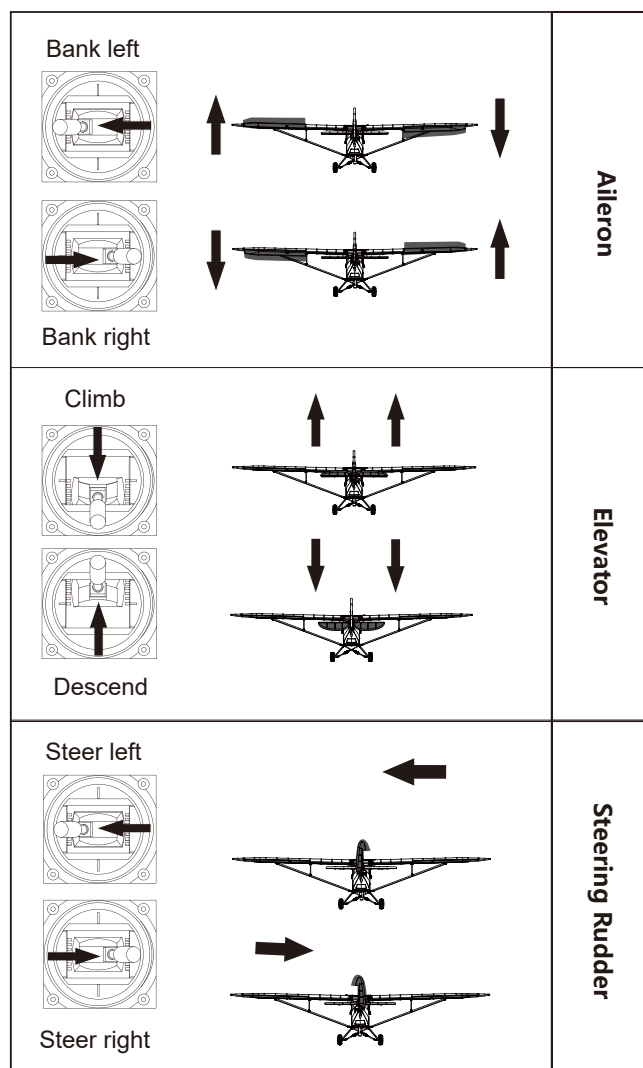 Bank left
Bank right
Aileron
Climb
Descend
Elevator
Steer left
Steer right
Steering Rudder